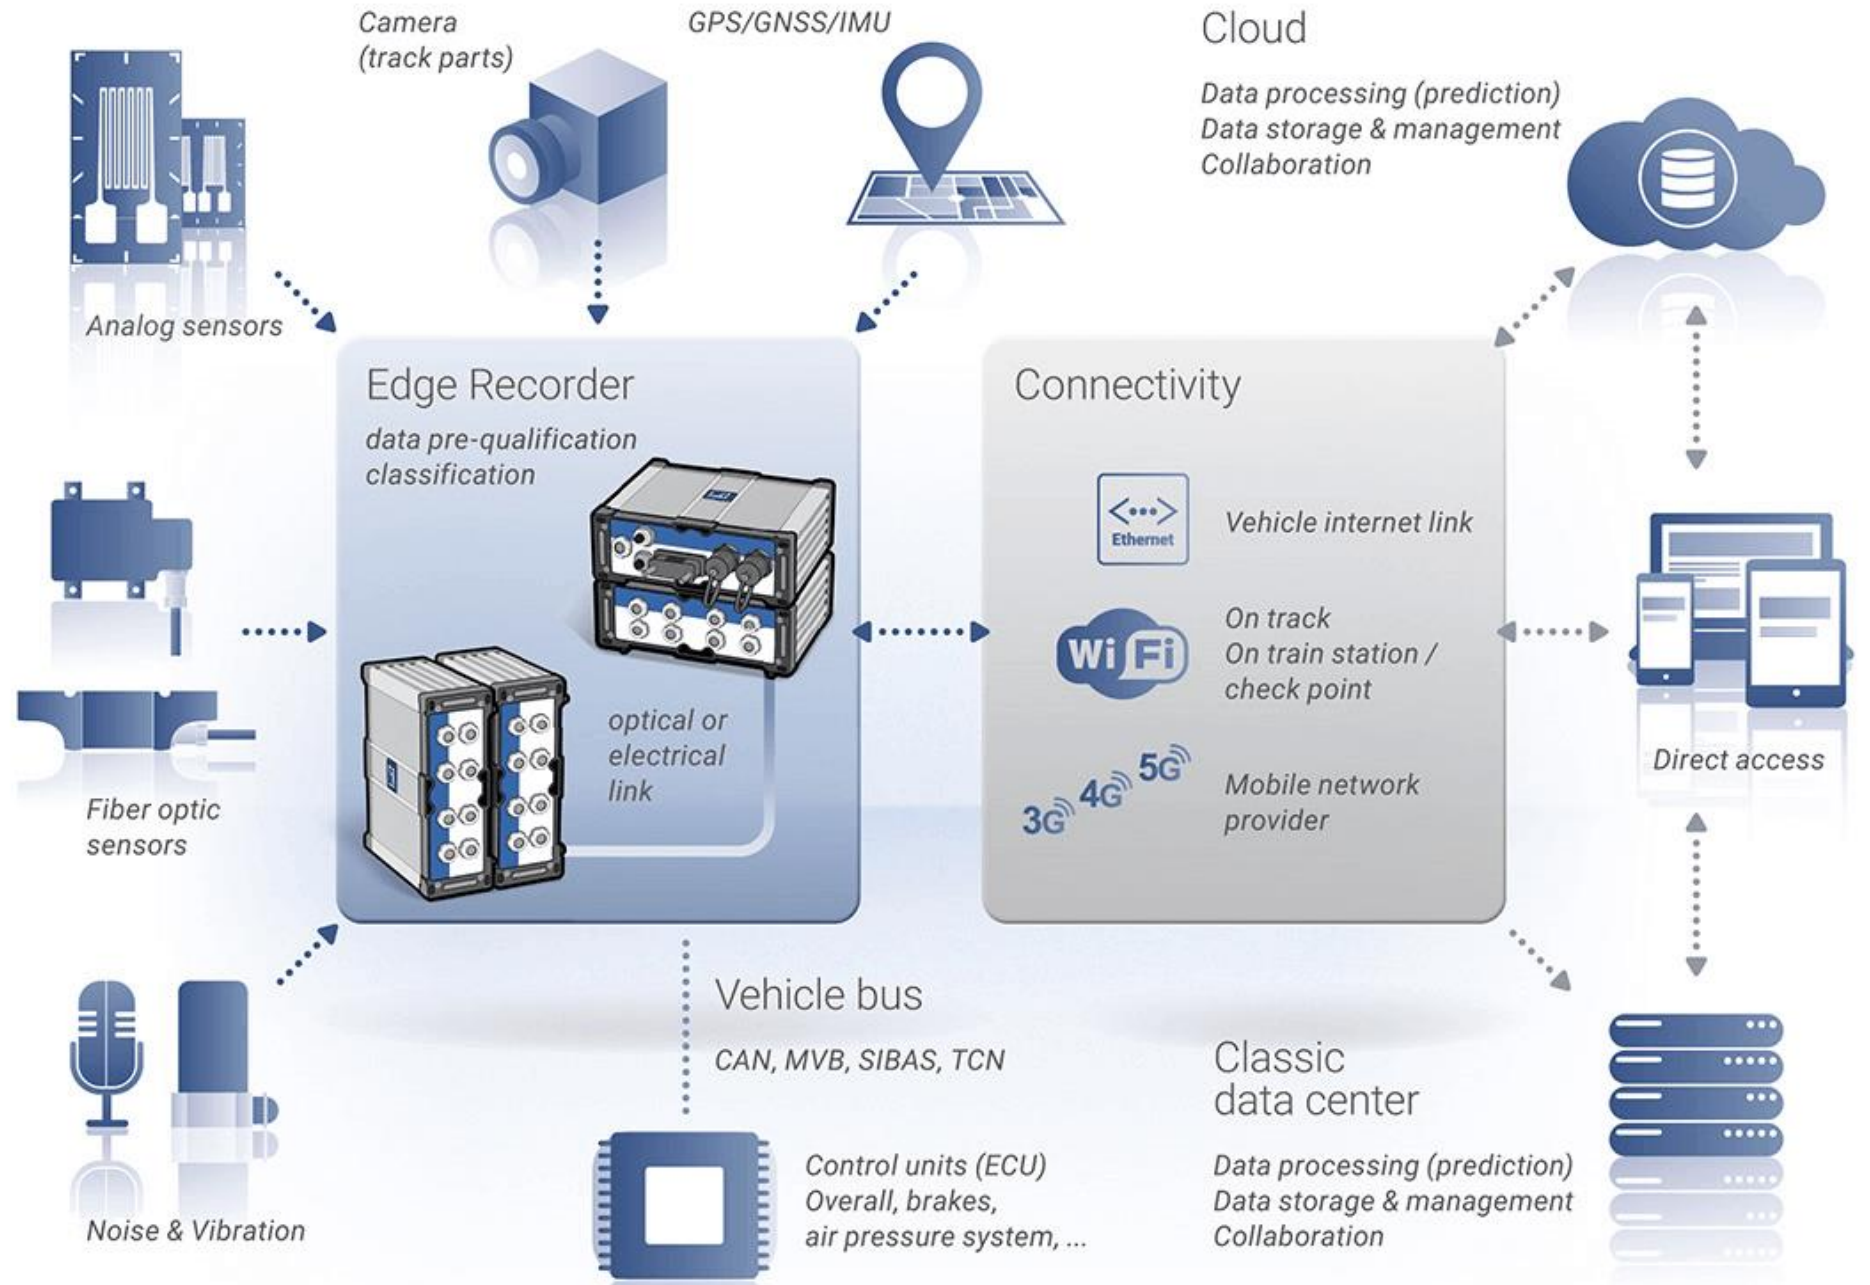 Camera
(track parts)
GPS/GNSS/IMU
Cloud
Data processing (prediction)
Data storage & management
Collaboration
Analog sensors
Edge Recorder
data pre-qualification
classification
optical or
electrical
link
Connectivity
<•••>
Ethernet
Vehicle internet link
WiFi
On track
On train station /
check point
3G 4G 5G
Mobile network
provider
Direct access
Fiber optic
sensors
Noise & Vibration
Vehicle bus
CAN, MVB, SIBAS, TCN
Control units (ECU)
Overall, brakes,
air pressure system, ...
Classic
data center
Data processing (prediction)
Data storage & management
Collaboration